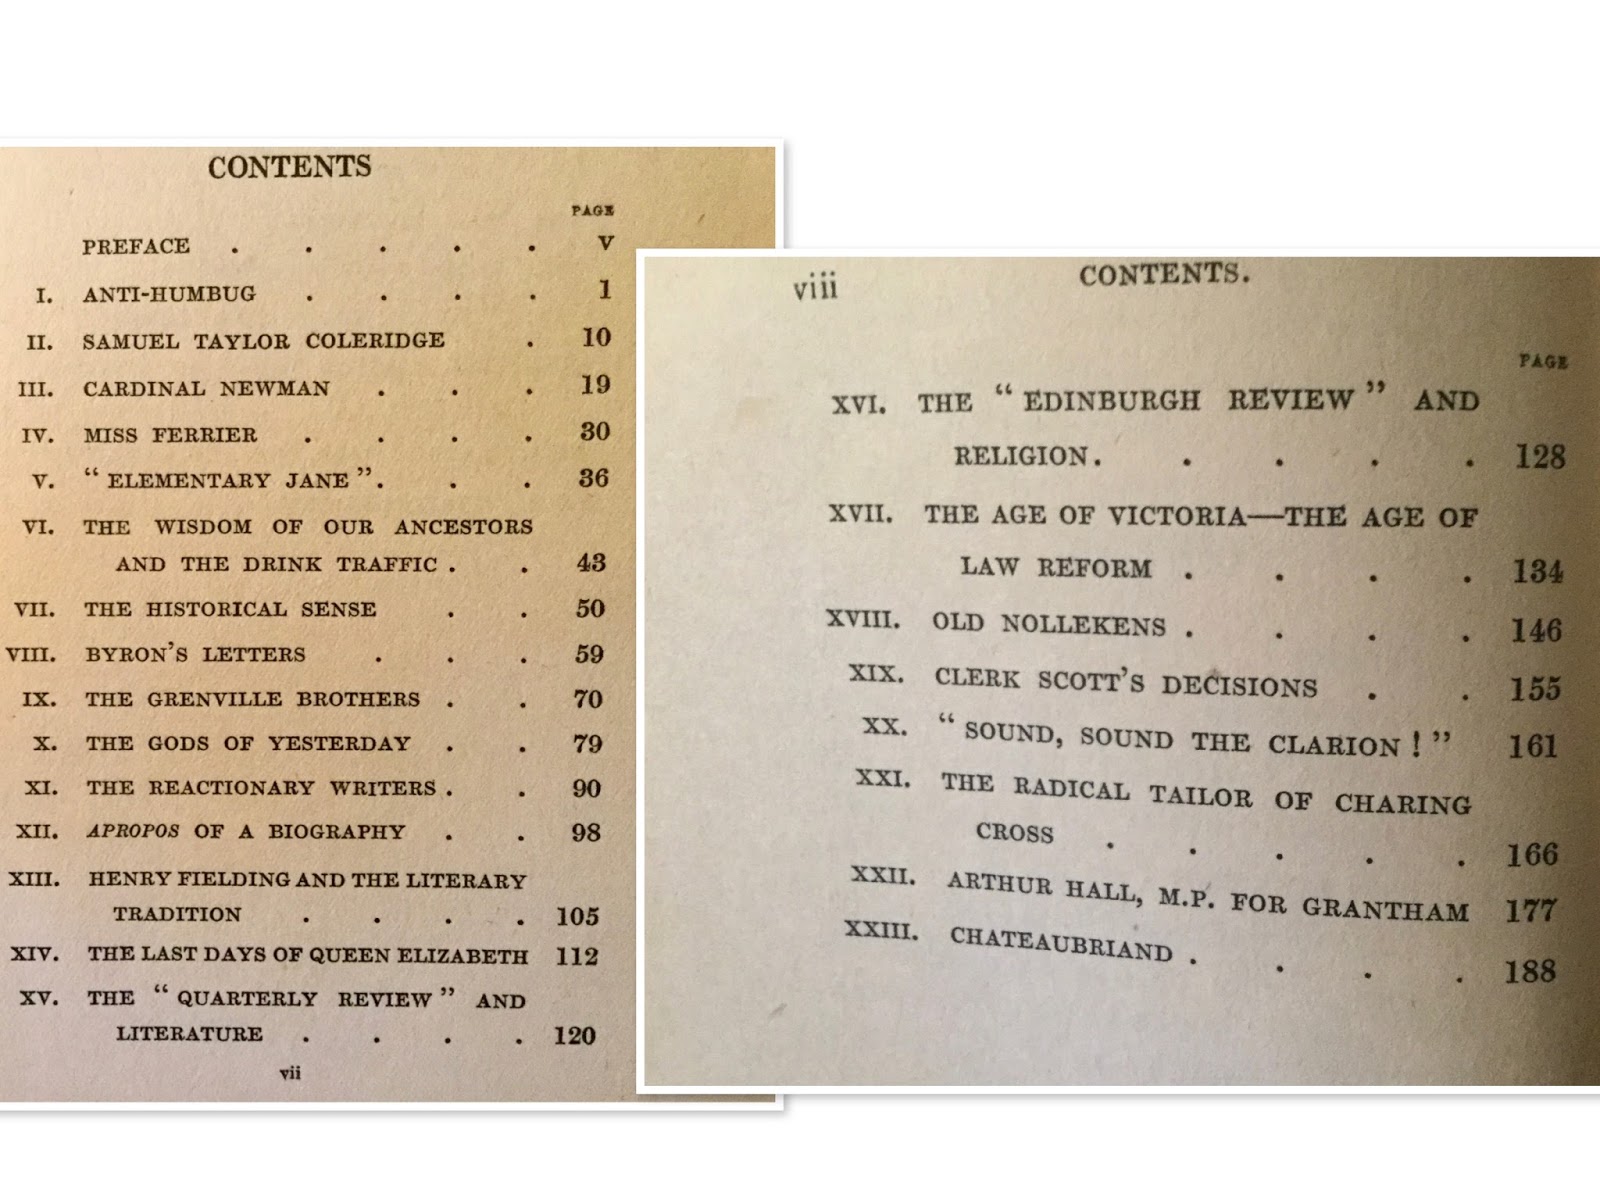 CONTENTS
PAGE
PREFACE . . . . . v
I. ANTI-HUMBUG . . . . 1
II. SAMUEL TAYLOR COLERIDGE . 10
III. CARDINAL NEWMAN . . . 19
IV. MISS FERRIER . . . . 30
V. “ ELEMENTARY JANE ”. . . 36
VI. THE WISDOM OF OUR ANCESTORS
AND THE DRINK TRAFFIC . . 43
VII. THE HISTORICAL SENSE . . 50
VIII. BYRON’S LETTERS . . . 59
IX. THE GRENVILLE BROTHERS . . 70
X. THE GODS OF YESTERDAY . . 79
XI. THE REACTIONARY WRITERS . . 90
XII. APROPOS OF A BIOGRAPHY . . 98
XIII. HENRY FIELDING AND THE LITERARY
TRADITION . . . . 105
XIV. THE LAST DAYS OF QUEEN ELIZABETH 112
XV. THE “ QUARTERLY REVIEW ” AND
LITERATURE . . . . 120
vii
viii CONTENTS.
PAGE
XVI. THE “ EDINBURGH REVIEW ” AND
RELIGION. . . . . 128
XVII. THE AGE OF VICTORIA—THE AGE OF
LAW REFORM . . . . 134
XVIII. OLD NOLLEKENS . . . . 146
XIX. CLERK SCOTT’S DECISIONS . . 155
XX. “ SOUND, SOUND THE CLARION ! ” 161
XXI. THE RADICAL TAILOR OF CHARING
CROSS . . . . . 166
XXII. ARTHUR HALL, M.P. FOR GRANTHAM 177
XXIII. CHATEAUBRIAND . . . . 188